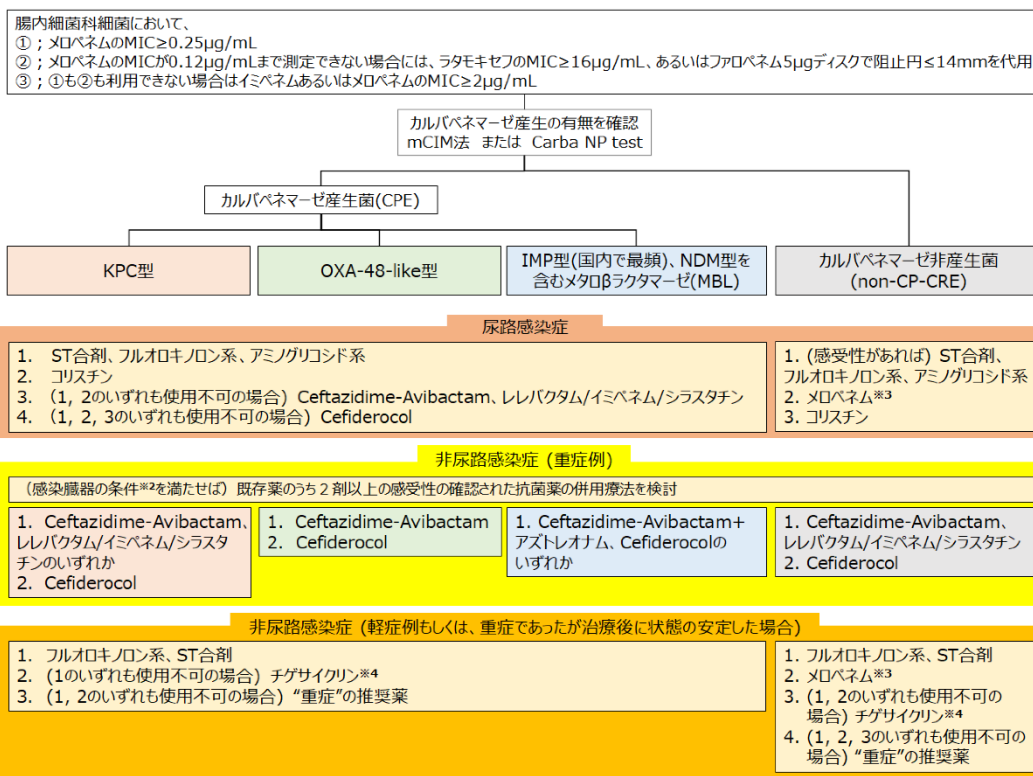 腸内細菌科細菌において、
①；メロペネムのMIC≥0.25µg/mL
②；メロペネムのMICが0.12µg/mLまで測定できない場合には、ラタモキセフのMIC≥16µg/mL、あるいはファロペネム5µgディスクで阻止円≤14mmを代用
③；①も②も利用できない場合はイミペネムあるいはメロペネムのMIC≥2µg/mL
カルバペネマーゼ産生の有無を確認
mCIM法 または Carba NP test
カルバペネマーゼ産生菌(CPE)
KPC型
OXA-48-like型
IMP型(国内で最頻)、NDM型を
含むメタロβラクタマーゼ(MBL)
カルバペネマーゼ非産生菌
(non-CP-CRE)
尿路感染症
1. ST合剤、フルオロキノロン系、アミノグリコシド系
2. コリスチン
3. (1, 2のいずれも使用不可の場合) Ceftazidime-Avibactam、レレバクタム/イミペネム/シラスタチン
4. (1, 2, 3のいずれも使用不可の場合) Cefiderocol
1. (感受性があれば) ST合剤、
フルオロキノロン系、アミノグリコシド系
2. メロペネム※3
3. コリスチン
非尿路感染症 (重症例)
(感染臓器の条件※2を満たせば) 既存薬のうち２剤以上の感受性の確認された抗菌薬の併用療法を検討
1. Ceftazidime-Avibactam、
レレバクタム/イミペネム/シラスタ
チンのいずれか
2. Cefiderocol
1. Ceftazidime-Avibactam
2. Cefiderocol
1. Ceftazidime-Avibactam+
アズトレオナム、Cefiderocolの
いずれか
1. Ceftazidime-Avibactam、
レレバクタム/イミペネム/シラスタチン
2. Cefiderocol
非尿路感染症 (軽症例もしくは、重症であったが治療後に状態の安定した場合)
1. フルオロキノロン系、ST合剤
2. (1のいずれも使用不可の場合) チゲサイクリン※4
3. (1, 2のいずれも使用不可の場合) “重症”の推奨薬
1. フルオロキノロン系、ST合剤
2. メロペネム※3
3. (1, 2のいずれも使用不可の
場合) チゲサイクリン※4
4. (1, 2, 3のいずれも使用不可の
場合) “重症”の推奨薬